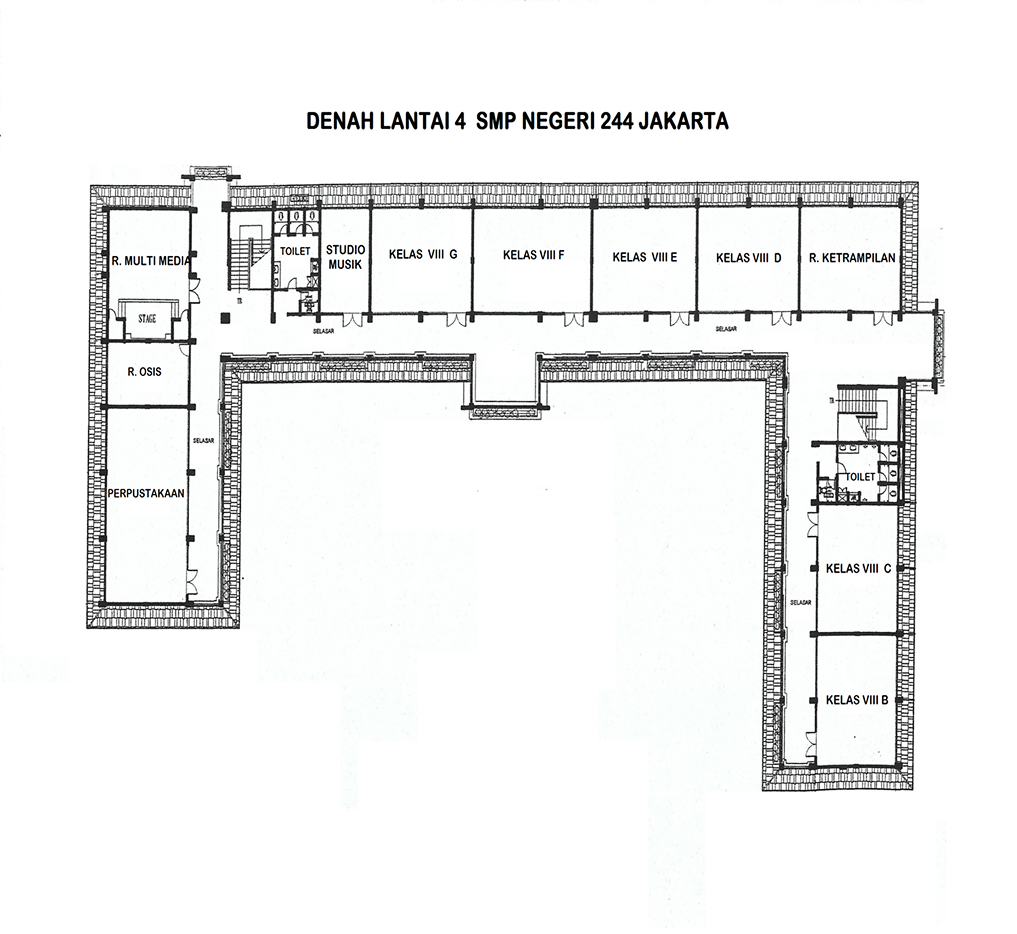 DENAH LANTAI 4 SMP NEGERI 244 JAKARTA
R. MULTI MEDIA
STAGE
R. OSIS
PERPUSTAKAAN
SELASAR
TR
TOILET
STUDIO
MUSIK
KELAS VIII G
KELAS VIII F
KELAS VIII E
KELAS VIII D
R. KETRAMPILAN
SELASAR
SELASAR
TR
TOILET
KELAS VIII C
SELASAR
KELAS VIII B